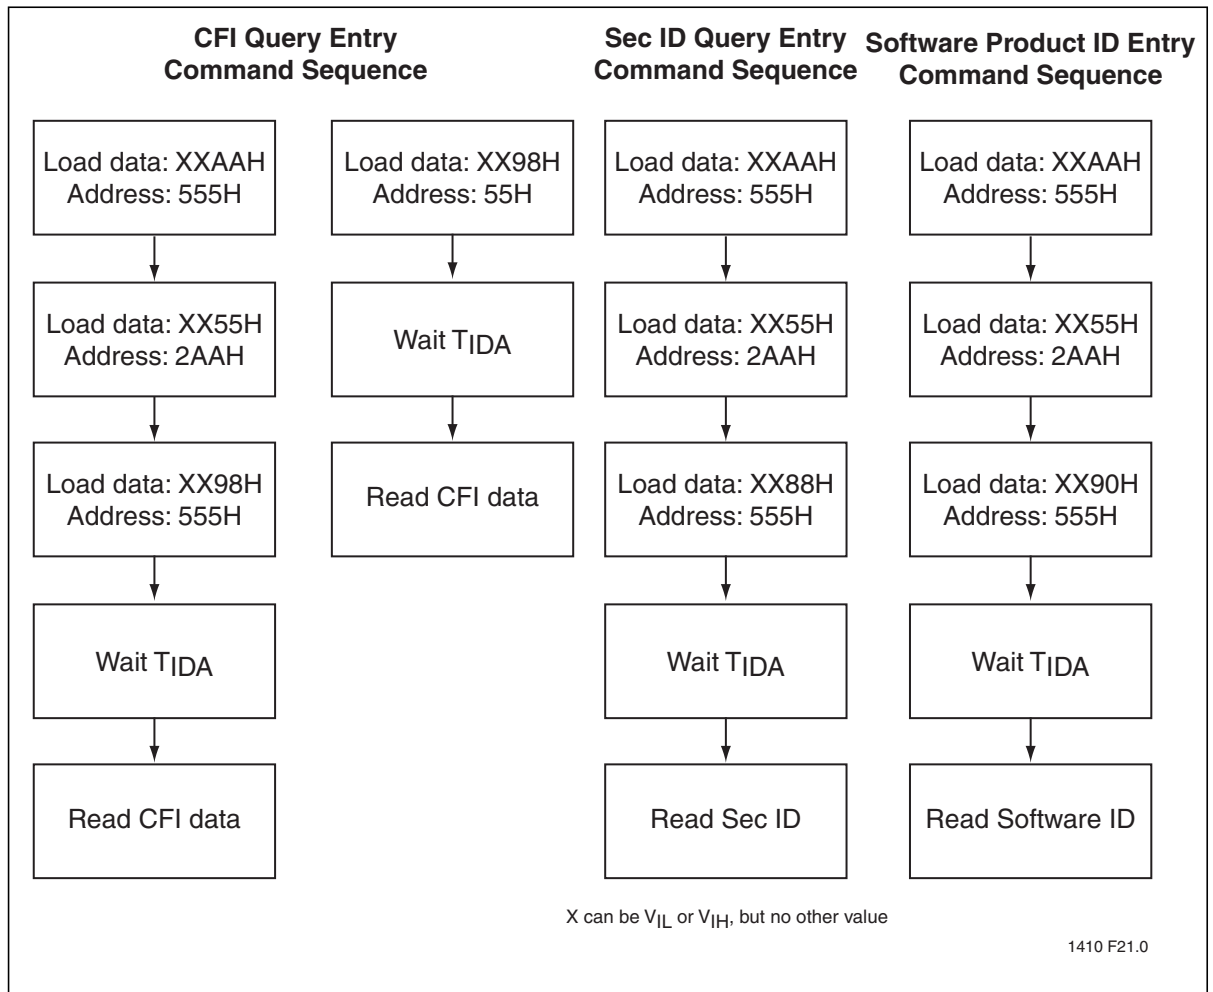 CFI Query Entry
Command Sequence
Load data: XXAAH
Address: 555H
Load data: XX55H
Address: 2AAH
Load data: XX98H
Address: 555H
Wait TIDA
Read CFI data
Load data: XX98H
Address: 55H
Wait TIDA
Read CFI data
Sec ID Query Entry
Command Sequence
Load data: XXAAH
Address: 555H
Load data: XX55H
Address: 2AAH
Load data: XX88H
Address: 555H
Wait TIDA
Read Sec ID
Software Product ID Entry
Command Sequence
Load data: XXAAH
Address: 555H
Load data: XX55H
Address: 2AAH
Load data: XX90H
Address: 555H
Wait TIDA
Read Software ID
X can be VIL or VIH, but no other value
1410 F21.0